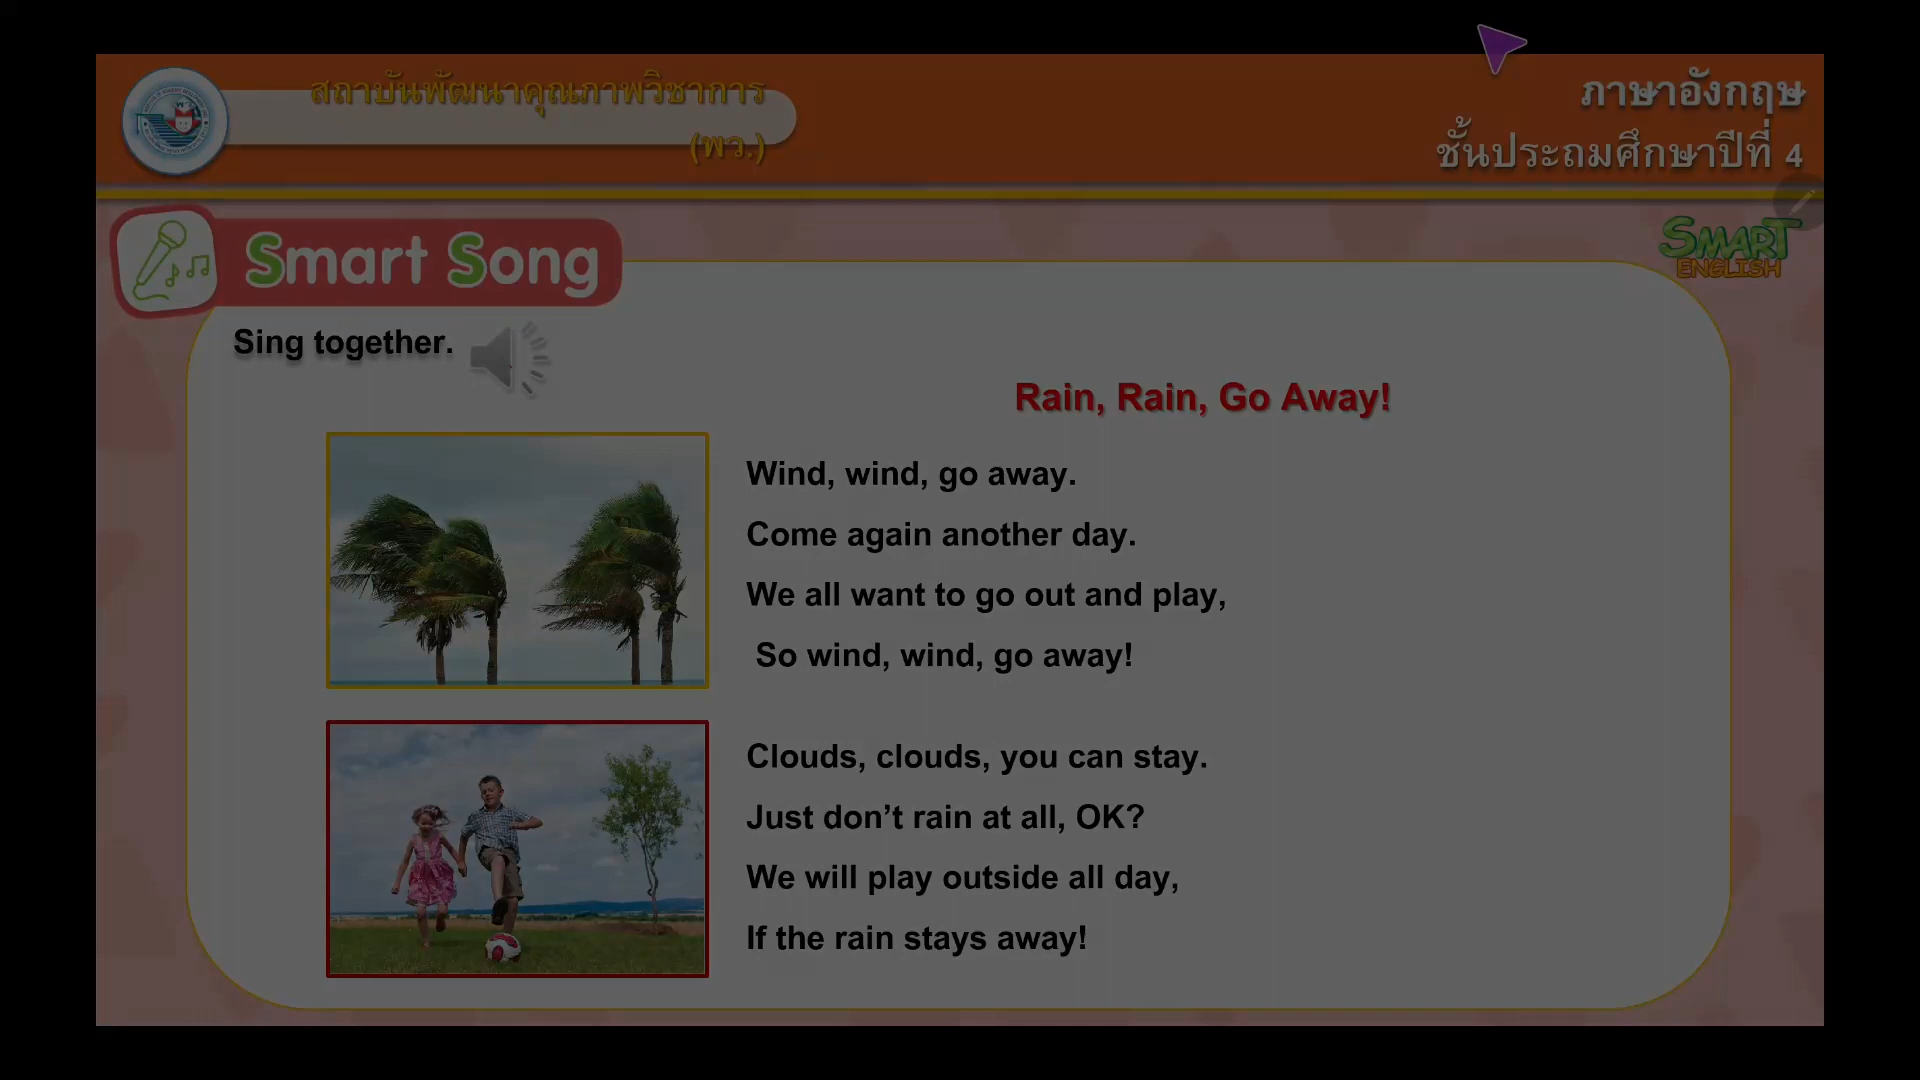 สถาบันพัฒนาคุณภาพวิชาการ
(พว.)
ภาษาอังกฤษ
ชั้นประถมศึกษาปีที่ 4
Smart Song
SMART
ENGLISH
Sing together.
Rain, Rain, Go Away!
Wind, wind, go away.
Come again another day.
We all want to go out and play,
So wind, wind, go away!
Clouds, clouds, you can stay.
Just don’t rain at all, OK?
We will play outside all day,
If the rain stays away!